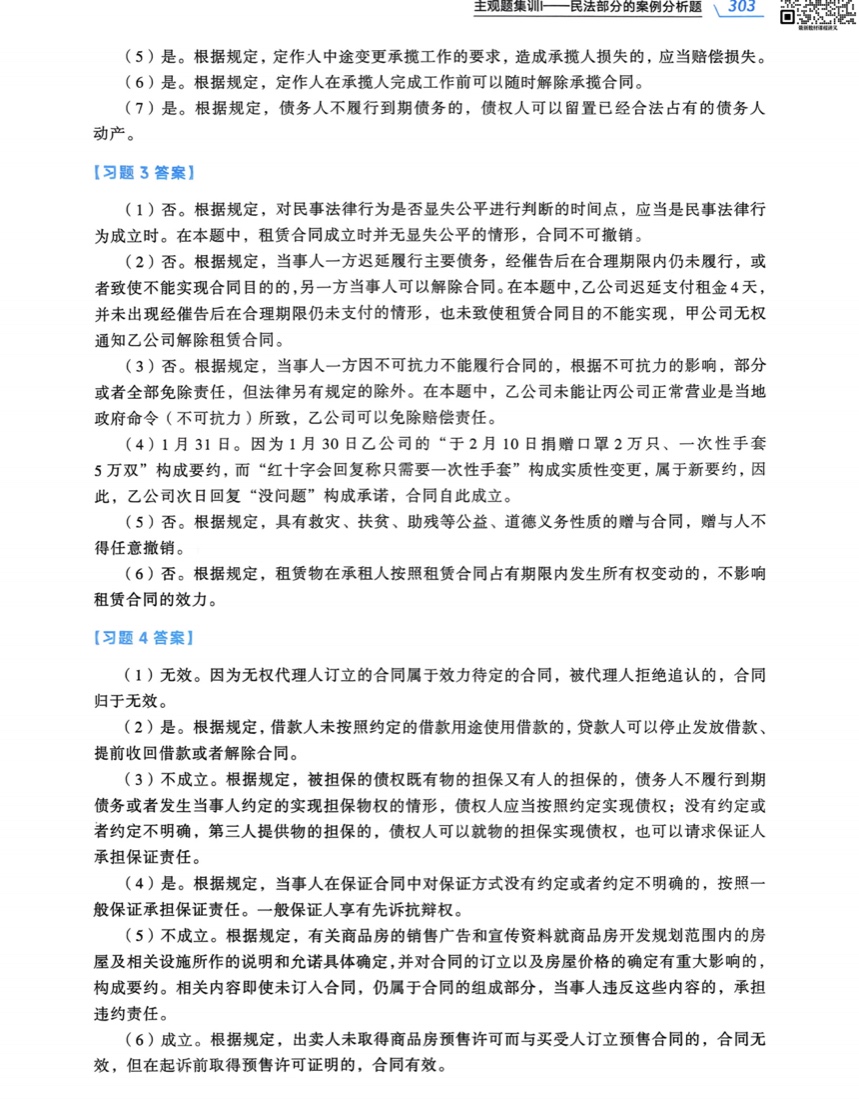 主观题集训I——民法部分的案例分析题 303
（5）是。根据规定，定作人中途变更承揽工作的要求，造成承揽人损失的，应当赔偿损失。
（6）是。根据规定，定作人在承揽人完成工作前可以随时解除承揽合同。
（7）是。根据规定，债务人不履行到期债务的，债权人可以留置已经合法占有的债务人
动产。
【习题 3 答案】
（1）否。根据规定，对民事法律行为是否显失公平进行判断的时间点，应当是民事法律行
为成立时。在本题中，租赁合同成立时并无显失公平的情形，合同不可撤销。
（2）否。根据规定，当事人一方迟延履行主要债务，经催告后在合理期限内仍未履行，或
者致使不能实现合同目的的，另一方当事人可以解除合同。在本题中，乙公司迟延支付租金4天，
并未出现经催告后在合理期限仍未支付的情形，也未致使租赁合同目的不能实现，甲公司无权
通知乙公司解除租赁合同。
（3）否。根据规定，当事人一方因不可抗力不能履行合同的，根据不可抗力的影响，部分
或者全部免除责任，但法律另有规定的除外。在本题中，乙公司未能让丙公司正常营业是当地
政府命令（不可抗力）所致，乙公司可以免除赔偿责任。
（4）1月31日。因为1月30日乙公司的“于2月10日捐赠口罩2万只、一次性手套
5万双”构成要约，而“红十字会回复称只需要一次性手套”构成实质性变更，属于新要约，因
此，乙公司次日回复“没问题”构成承诺，合同自此成立。
（5）否。根据规定，具有救灾、扶贫、助残等公益、道德义务性质的赠与合同，赠与人不
得任意撤销。
（6）否。根据规定，租赁物在承租人按照租赁合同占有期限内发生所有权变动的，不影响
租赁合同的效力。
【习题 4 答案】
（1）无效。因为无权代理人订立的合同属于效力待定的合同，被代理人拒绝追认的，合同
归于无效。
（2）是。根据规定，借款人未按照约定的借款用途使用借款的，贷款人可以停止发放借款、
提前收回借款或者解除合同。
（3）不成立。根据规定，被担保的债权既有物的担保又有人的担保的，债务人不履行到期
债务或者发生当事人约定的实现担保物权的情形，债权人应当按照约定实现债权；没有约定或
者约定不明确，第三人提供物的担保的，债权人可以就物的担保实现债权，也可以请求保证人
承担保证责任。
（4）是。根据规定，当事人在保证合同中对保证方式没有约定或者约定不明确的，按照一
般保证承担保证责任。一般保证人享有先诉抗辩权。
（5）不成立。根据规定，有关商品房的销售广告和宣传资料就商品房开发规划范围内的房
屋及相关设施所作的说明和允诺具体确定，并对合同的订立以及房屋价格的确定有重大影响的，
构成要约。相关内容即使未订人合同，仍属于合同的组成部分，当事人违反这些内容的，承担
违约责任。
（6）成立。根据规定，出卖人未取得商品房预售许可而与买受人订立预售合同的，合同无
效，但在起诉前取得预售许可证明的，合同有效。